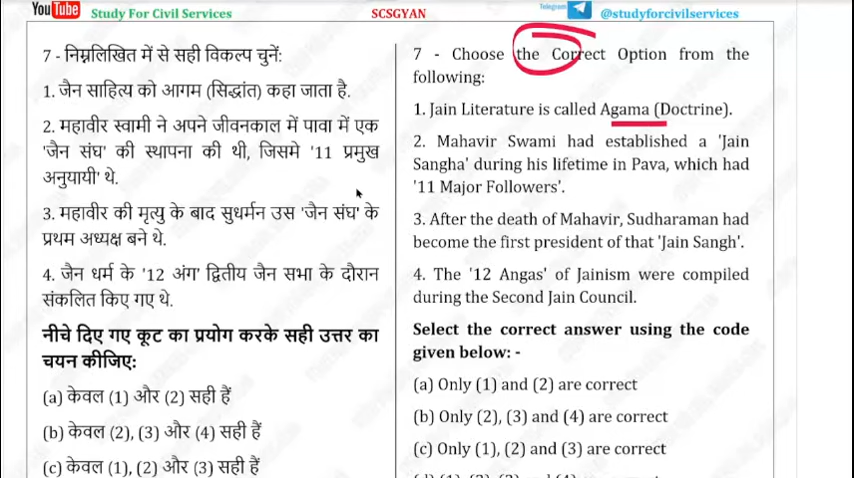 YouTube Study For Civil Services
SCSGYAN
Telegram @studyforcivilservices
7 - निम्नलिखित में से सही विकल्प चुनें:
1. जैन साहित्य को आगम (सिद्धांत) कहा जाता है.
2. महावीर स्वामी ने अपने जीवनकाल में पावा में एक
'जैन संघ' की स्थापना की थी, जिसमे '11 प्रमुख
अनुयायी' थे.
3. महावीर की मृत्यु के बाद सुधर्मन उस 'जैन संघ' के
प्रथम अध्यक्ष बने थे.
4. जैन धर्म के '12 अंग' द्वितीय जैन सभा के दौरान
संकलित किए गए थे.
नीचे दिए गए कूट का प्रयोग करके सही उत्तर का
चयन कीजिए:
(a) केवल (1) और (2) सही हैं
(b) केवल (2), (3) और (4) सही हैं
(c) केवल (1), (2) और (3) सही हैं
7 - Choose the Correct Option from the
following:
1. Jain Literature is called Agama (Doctrine).
2. Mahavir Swami had established a 'Jain
Sangha' during his lifetime in Pava, which had
'11 Major Followers'.
3. After the death of Mahavir, Sudharaman had
become the first president of that 'Jain Sangh'.
4. The '12 Angas' of Jainism were compiled
during the Second Jain Council.
Select the correct answer using the code
given below: -
(a) Only (1) and (2) are correct
(b) Only (2), (3) and (4) are correct
(c) Only (1), (2) and (3) are correct